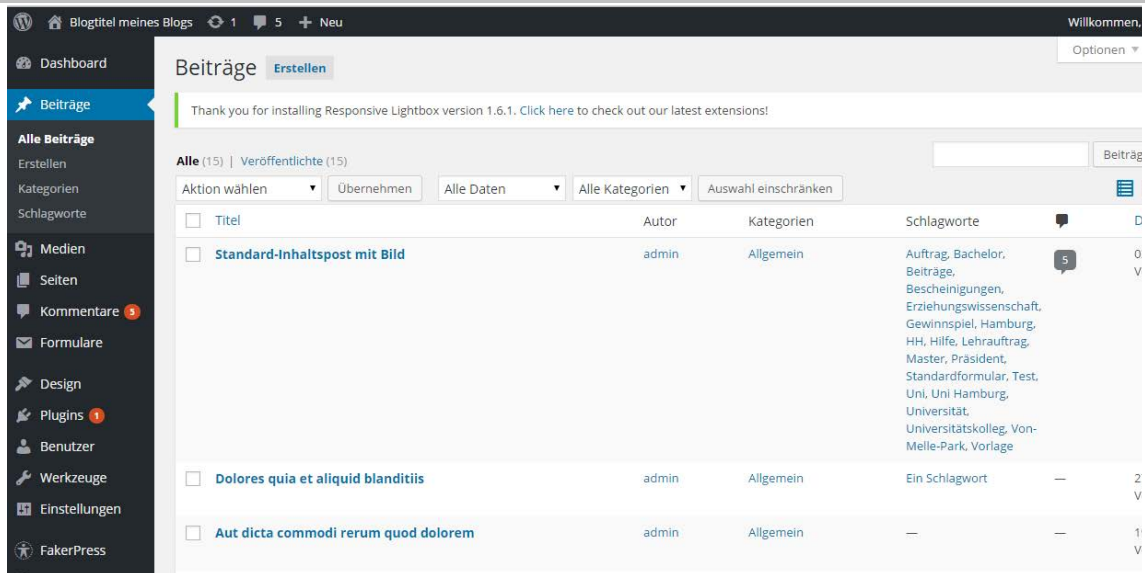 Blogtitel meines Blogs 1 5 + Neu Willkommen,
Optionen ▼
Dashboard
Beiträge
Alle Beiträge
Erstellen
Kategorien
Schlagworte
Medien
Seiten
Kommentare 5
Formulare
Design
Plugins 1
Benutzer
Werkzeuge
Einstellungen
FakerPress
Beiträge Erstellen
Thank you for installing Responsive Lightbox version 1.6.1. Click here to check out our latest extensions!
Alle (15) | Veröffentlichte (15)
Beiträg
Aktion wählen ▼ Übernehmen Alle Daten ▼ Alle Kategorien ▼ Auswahl einschränken
Titel Autor Kategorien Schlagworte D
Standard-Inhaltspost mit Bild admin Allgemein Auftrag, Bachelor, 5 0
Beiträge, V
Bescheinigungen,
Erziehungswissenschaft,
Gewinnspiel, Hamburg,
HH, Hilfe, Lehrauftrag,
Master, Präsident,
Standardformular, Test,
Uni, Uni Hamburg,
Universität,
Universitätskolleg, Von-
Melle-Park, Vorlage
Dolores quia et aliquid blanditiis admin Allgemein Ein Schlagwort — 2
V
Aut dicta commodi rerum quod dolorem admin Allgemein — — 1
V